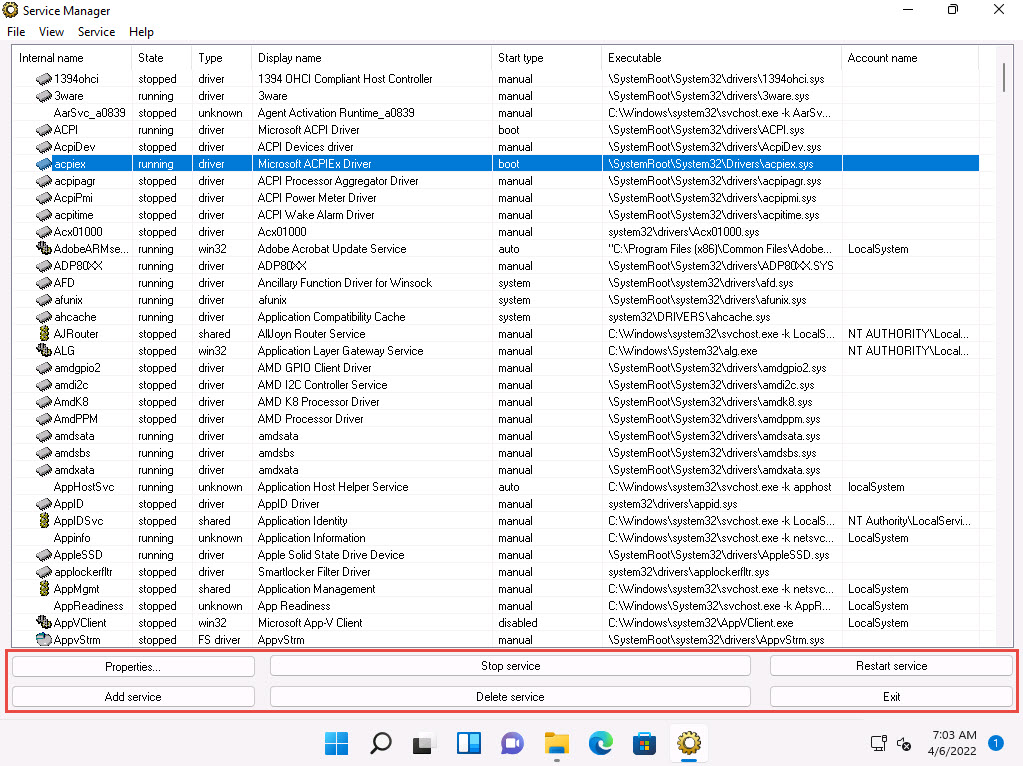 Service Manager
File View Service Help
Internal name State Type Display name Start type Executable Account name
1394ohci stopped driver 1394 OHCI Compliant Host Controller manual \SystemRoot\System32\drivers\1394ohci.sys
3ware running driver 3ware manual \SystemRoot\System32\drivers\3ware.sys
AarSvc_a0839 stopped unknown Agent Activation Runtime_a0839 manual C:\Windows\system32\svchost.exe -k AarSv...
ACPI running driver Microsoft ACPI Driver boot \SystemRoot\System32\drivers\ACPI.sys
AcpiDev stopped driver ACPI Devices driver manual \SystemRoot\System32\drivers\AcpiDev.sys
acpiex running driver Microsoft ACPIEx Driver boot \SystemRoot\System32\Drivers\acpiex.sys
acpipagr stopped driver ACPI Processor Aggregator Driver manual \SystemRoot\System32\drivers\acpipagr.sys
AcpiPmi stopped driver ACPI Power Meter Driver manual \SystemRoot\System32\drivers\acpipmi.sys
acpitime stopped driver ACPI Wake Alarm Driver manual \SystemRoot\System32\drivers\acpitime.sys
Acx01000 stopped driver Acx01000 manual system32\drivers\Acx01000.sys
AdobeARMse... running win32 Adobe Acrobat Update Service auto "C:\Program Files (x86)\Common Files\Adobe... LocalSystem
ADP80XX running driver ADP80XX manual \SystemRoot\System32\drivers\ADP80XX.SYS
AFD running driver Ancillary Function Driver for Winsock system \SystemRoot\system32\drivers\afd.sys
afunix running driver afunix system \SystemRoot\system32\drivers\afunix.sys
ahcache running driver Application Compatibility Cache system system32\DRIVERS\ahcache.sys
AJRouter stopped shared AllJoyn Router Service manual C:\Windows\system32\svchost.exe -k LocalS... NT AUTHORITY\Local...
ALG stopped win32 Application Layer Gateway Service manual C:\Windows\System32\alg.exe NT AUTHORITY\Local...
amdgpio2 stopped driver AMD GPIO Client Driver manual \SystemRoot\System32\drivers\amdgpio2.sys
amdi2c stopped driver AMD I2C Controller Service manual \SystemRoot\System32\drivers\amdi2c.sys
AmdK8 stopped driver AMD K8 Processor Driver manual \SystemRoot\System32\drivers\amdk8.sys
AmdPPM stopped driver AMD Processor Driver manual \SystemRoot\System32\drivers\amdppm.sys
amdsata running driver amdsata manual \SystemRoot\System32\drivers\amdsata.sys
amdsbs running driver amdsbs manual \SystemRoot\System32\drivers\amdsbs.sys
amdxata running driver amdxata manual \SystemRoot\System32\drivers\amdxata.sys
AppHostSvc running unknown Application Host Helper Service auto C:\Windows\system32\svchost.exe -k apphost localSystem
AppID stopped driver AppID Driver manual system32\drivers\appid.sys
AppIDSvc stopped shared Application Identity manual C:\Windows\system32\svchost.exe -k LocalS... NT Authority\LocalServi...
Appinfo running unknown Application Information manual C:\Windows\system32\svchost.exe -k netsvc... LocalSystem
AppleSSD running driver Apple Solid State Drive Device manual \SystemRoot\System32\drivers\AppleSSD.sys
applockerfltr stopped driver Smartlocker Filter Driver manual system32\drivers\applockerfltr.sys
AppMgmt stopped shared Application Management manual C:\Windows\system32\svchost.exe -k netsvc... LocalSystem
AppReadiness stopped unknown App Readiness manual C:\Windows\System32\svchost.exe -k AppR... LocalSystem
AppVClient stopped win32 Microsoft App-V Client disabled C:\Windows\system32\AppVClient.exe LocalSystem
AppvStrm stopped FS driver AppvStrm manual \SystemRoot\system32\drivers\AppvStrm.sys
Properties... Stop service Restart service
Add service Delete service Exit
7:03 AM
4/6/2022
1